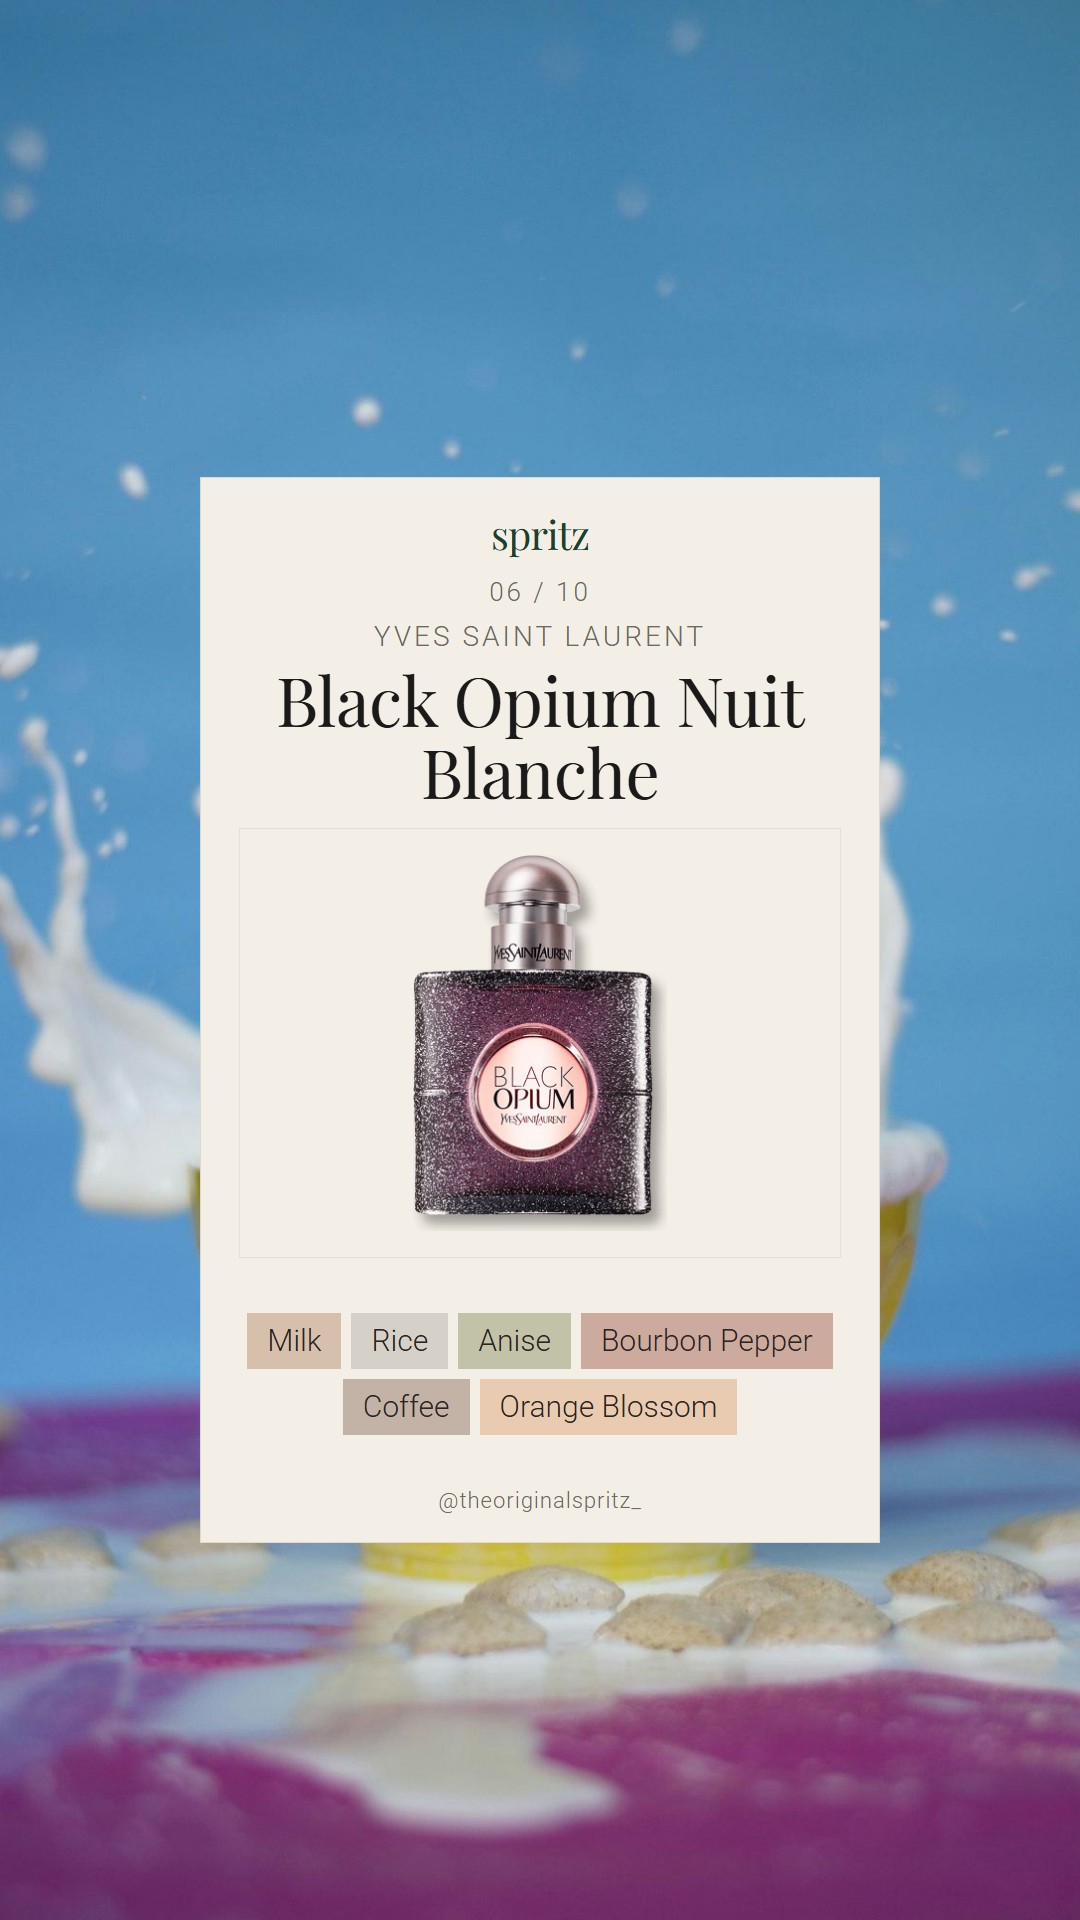 spritz
06 / 10
YVES SAINT LAURENT
Black Opium Nuit
Blanche
YVESSAINTLAURENT
BLACK
OPIUM
YVESSAINTLAURENT
Milk Rice Anise Bourbon Pepper
Coffee Orange Blossom
@theoriginalspritz_